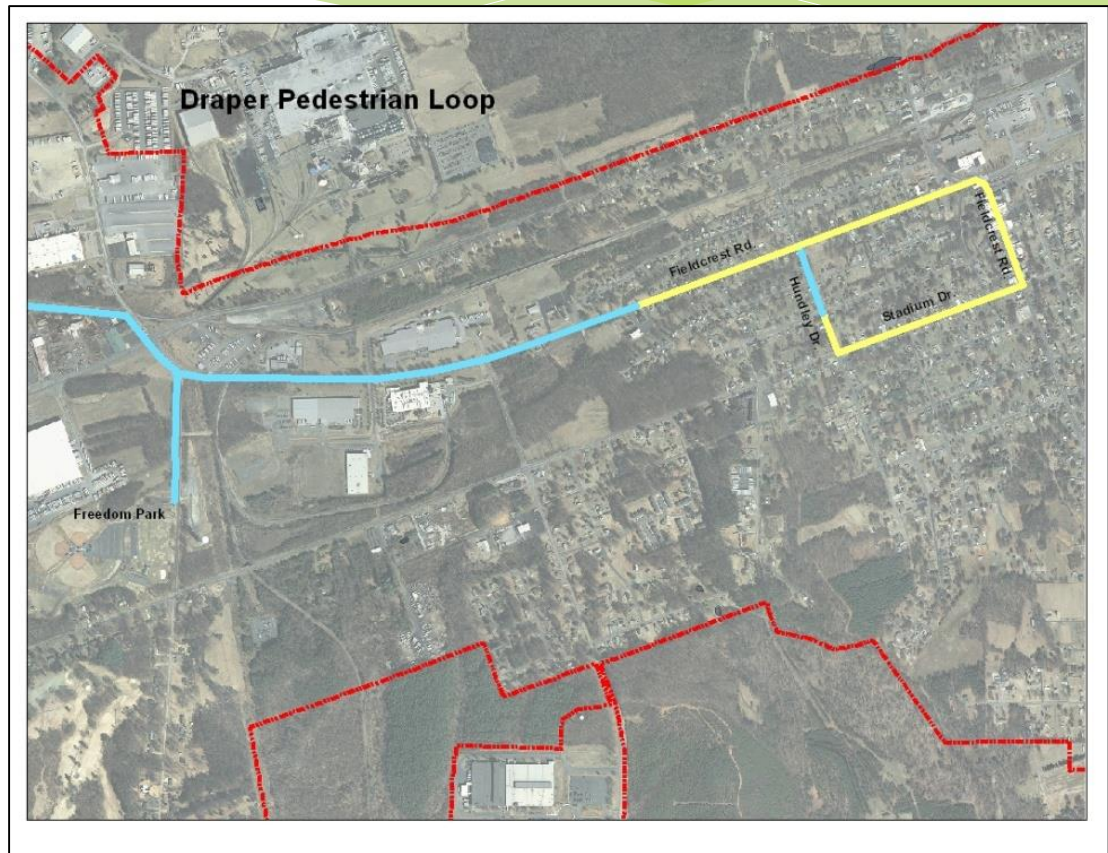 Draper Pedestrian Loop
Fieldcrest Rd.
Fieldcrest Rd.
Hundley Dr.
Stadium Dr.
Freedom Park